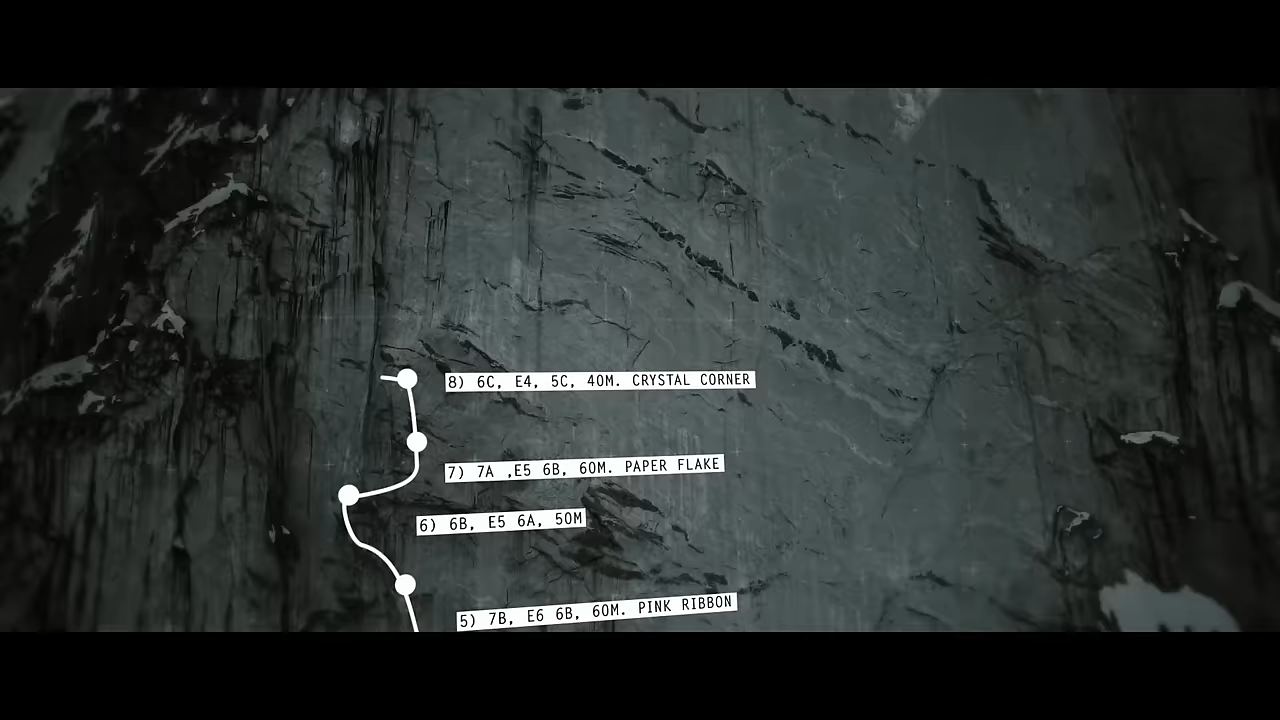 8) 6C, E4, 5C, 40M. CRYSTAL CORNER
7) 7A ,E5 6B, 60M. PAPER FLAKE
6) 6B, E5 6A, 50M
5) 7B, E6 6B, 60M. PINK RIBBON